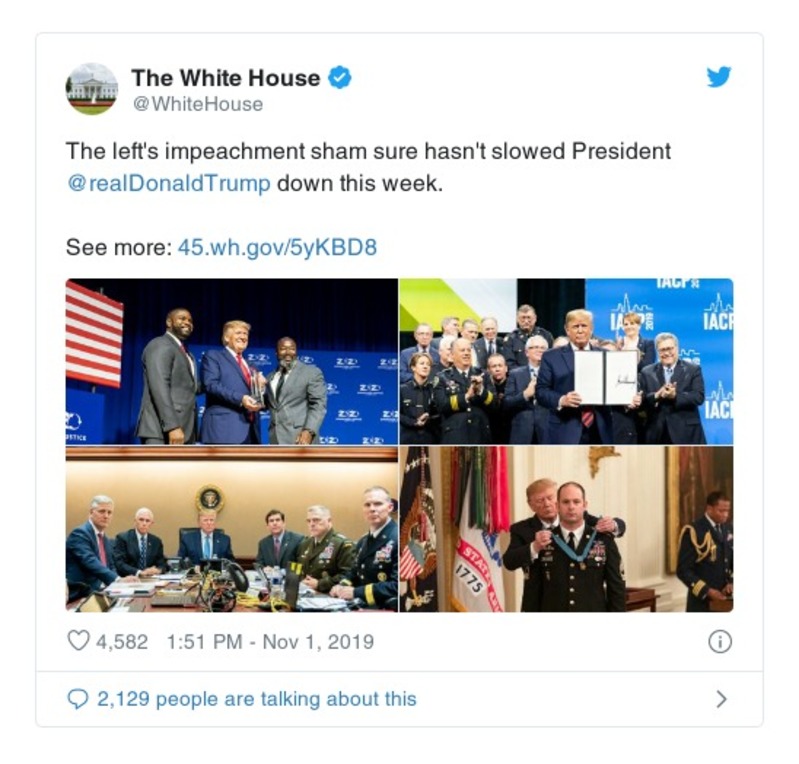 The White House
@WhiteHouse
The left's impeachment sham sure hasn't slowed President
@realDonaldTrump down this week.
See more: 45.wh.gov/5yKBD8
IACP
IACP
2019
IACP
IACP
1775
4,582 1:51 PM - Nov 1, 2019
2,129 people are talking about this